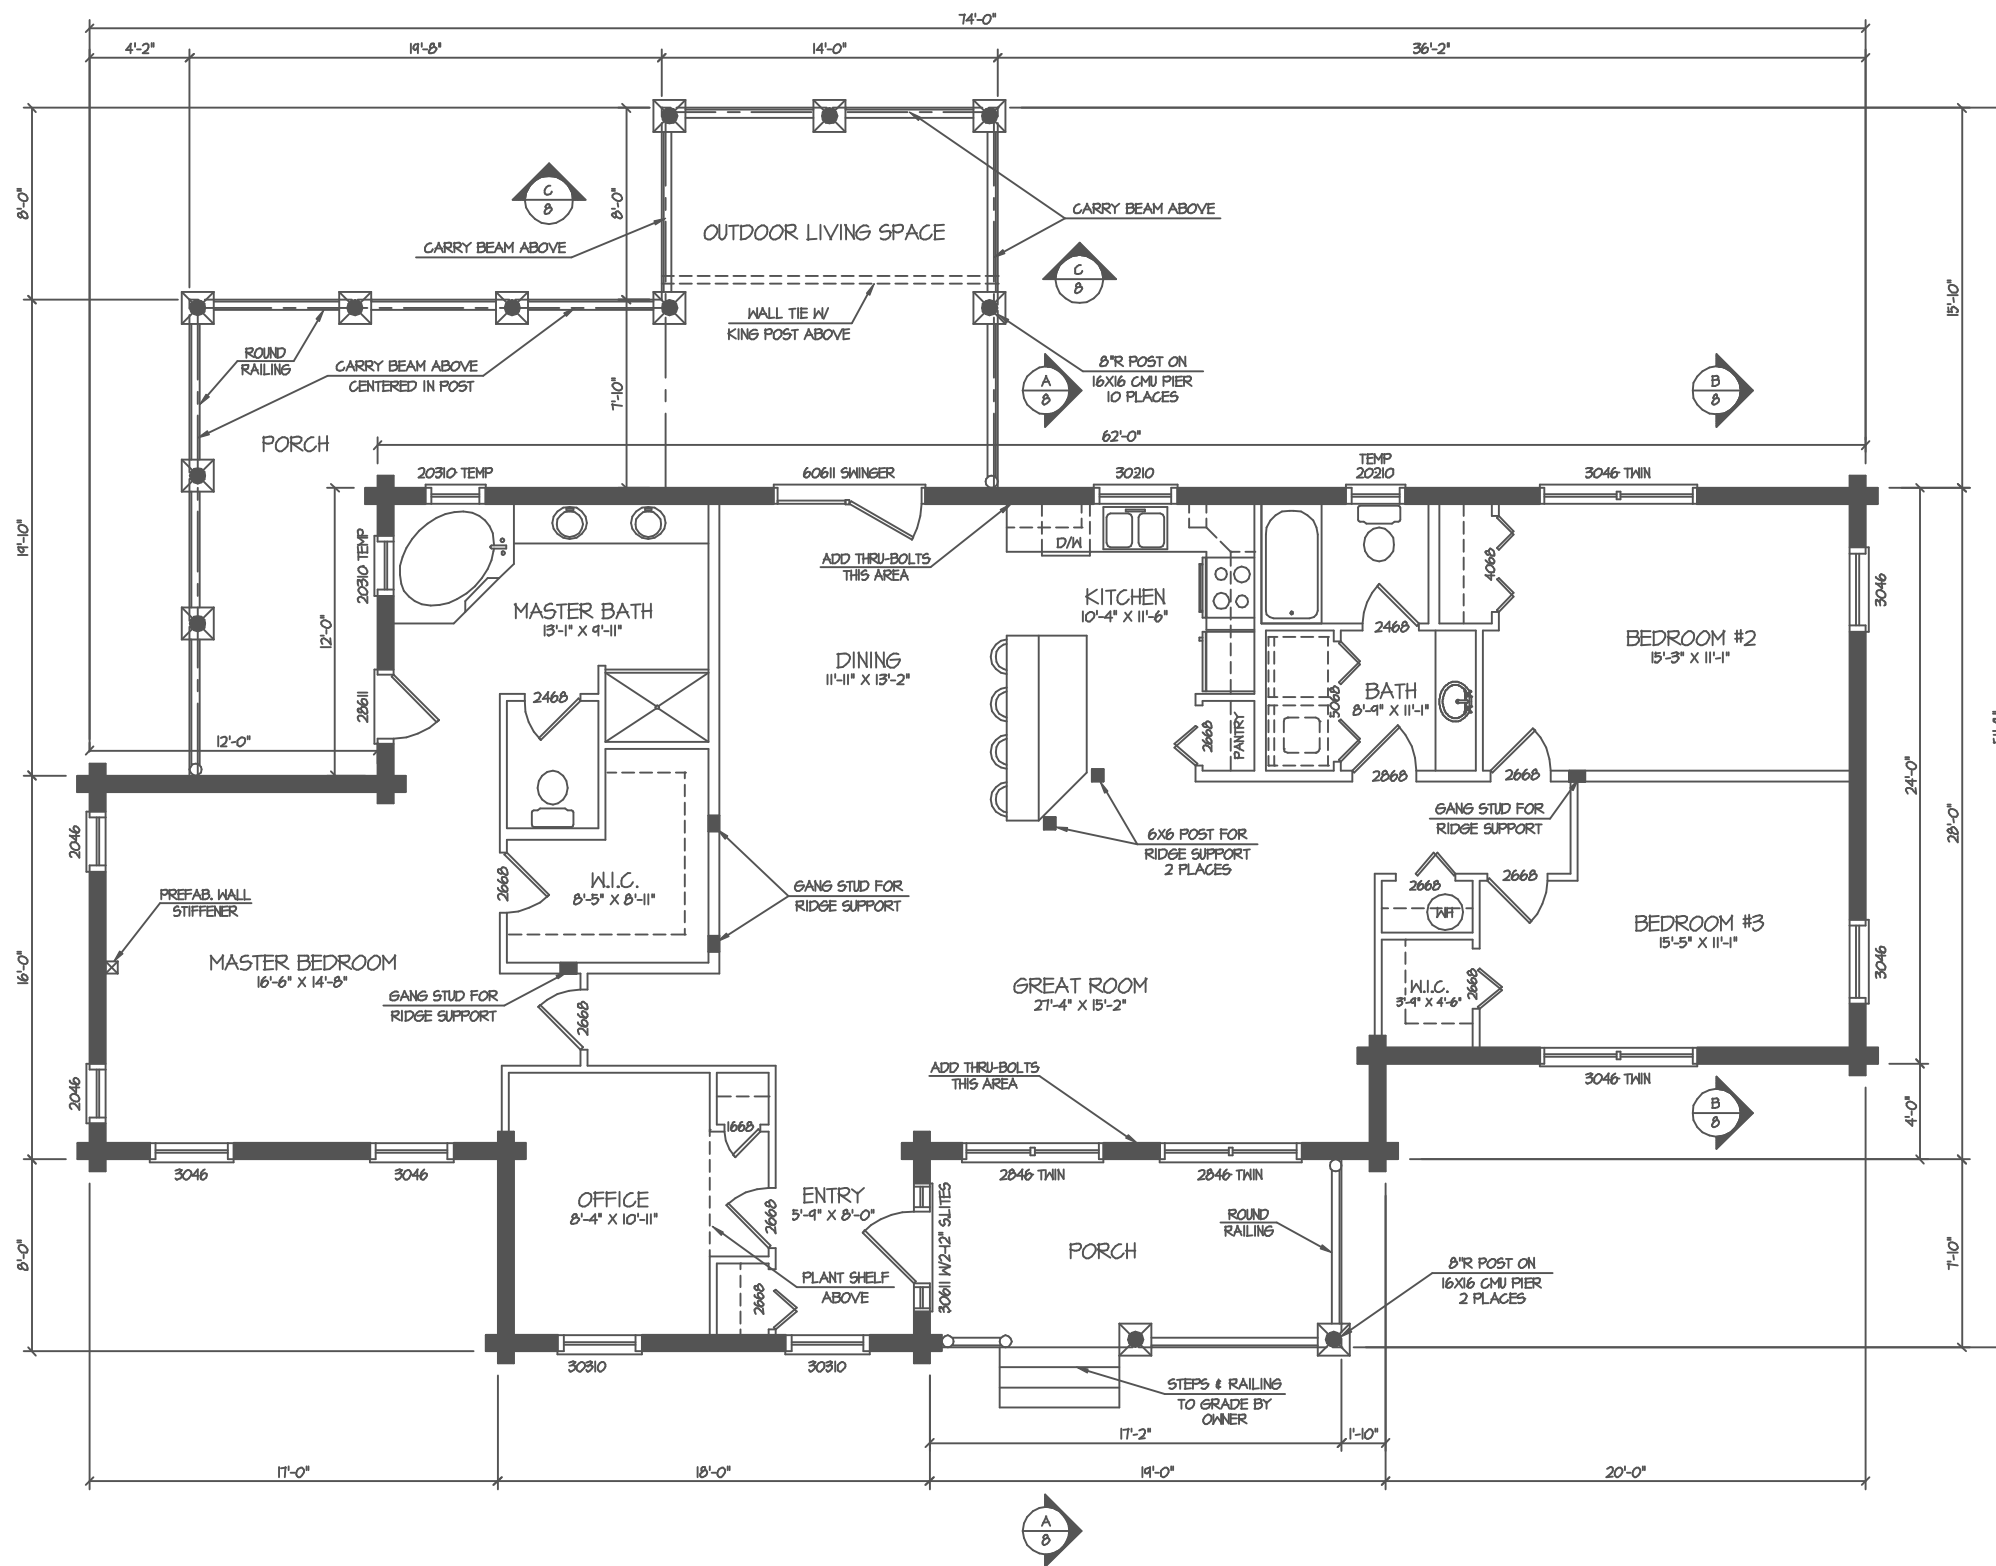 74'-0"
4'-2" 19'-8" 14'-0" 36'-2"
8'-0"
8'-0"
15'-10"
C
8
OUTDOOR LIVING SPACE
CARRY BEAM ABOVE
CARRY BEAM ABOVE
C
8
WALL TIE W/
KING POST ABOVE
ROUND
RAILING
CARRY BEAM ABOVE
CENTERED IN POST
8"R POST ON
16X16 CMU PIER
10 PLACES
A
8
B
8
7'-10"
PORCH
62'-0"
20310 TEMP
60611 SWINGER
30210
TEMP
20210
3046 TWIN
19'-10"
12'-0"
20310 TEMP
28611
12'-0"
MASTER BATH
13'-1" X 9'-11"
ADD THRU-BOLTS
THIS AREA
D/W
KITCHEN
10'-4" X 11'-6"
DINING
11'-11" X 13'-2"
2468
2468
4068
BEDROOM #2
15'-3" X 11'-1"
3046
BATH
8'-9" X 11'-1"
5068
PANTRY
2668
2868
2668
24'-0"
28'-0"
2046
GANG STUD FOR
RIDGE SUPPORT
6X6 POST FOR
RIDGE SUPPORT
2 PLACES
2668
W.I.C.
8'-5" X 8'-11"
GANG STUD FOR
RIDGE SUPPORT
2668
2668
WH
PREFAB. WALL
STIFFENER
16'-0"
MASTER BEDROOM
16'-6" X 14'-8"
GANG STUD FOR
RIDGE SUPPORT
2668
GREAT ROOM
27'-4" X 15'-2"
BEDROOM #3
15'-5" X 11'-1"
3046
W.I.C.
3'-9" X 4'-6"
2668
2046
ADD THRU-BOLTS
THIS AREA
3046 TWIN
B
8
4'-0"
1668
3046
3046
2846 TWIN
2846 TWIN
OFFICE
8'-4" X 10'-11"
ENTRY
5'-9" X 8'-0"
2668
30611 W/2-12" S.LITES
PORCH
ROUND
RAILING
8'-0"
7'-10"
PLANT SHELF
ABOVE
2668
8"R POST ON
16X16 CMU PIER
2 PLACES
30310
30310
STEPS & RAILING
TO GRADE BY
OWNER
17'-2" 1'-10"
17'-0" 18'-0" 19'-0" 20'-0"
A
8